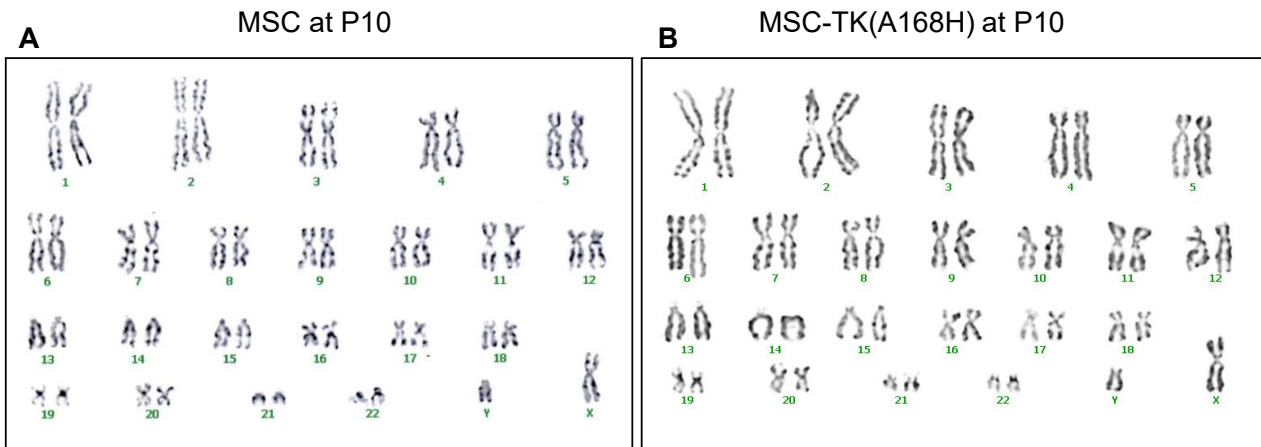 MSC at P10
MSC-TK(A168H) at P10
A
B
1 2 3 4 5
6 7 8 9 10 11 12
13 14 15 16 17 18
19 20 21 22 Y X
1 2 3 4 5
6 7 8 9 10 11 12
13 14 15 16 17 18
19 20 21 22 Y X